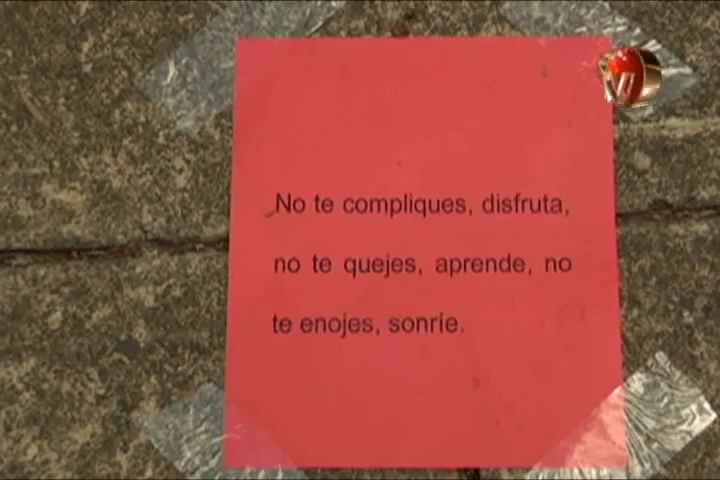 No te compliques, disfruta,
no te quejes, aprende, no
te enojes, sonrie.